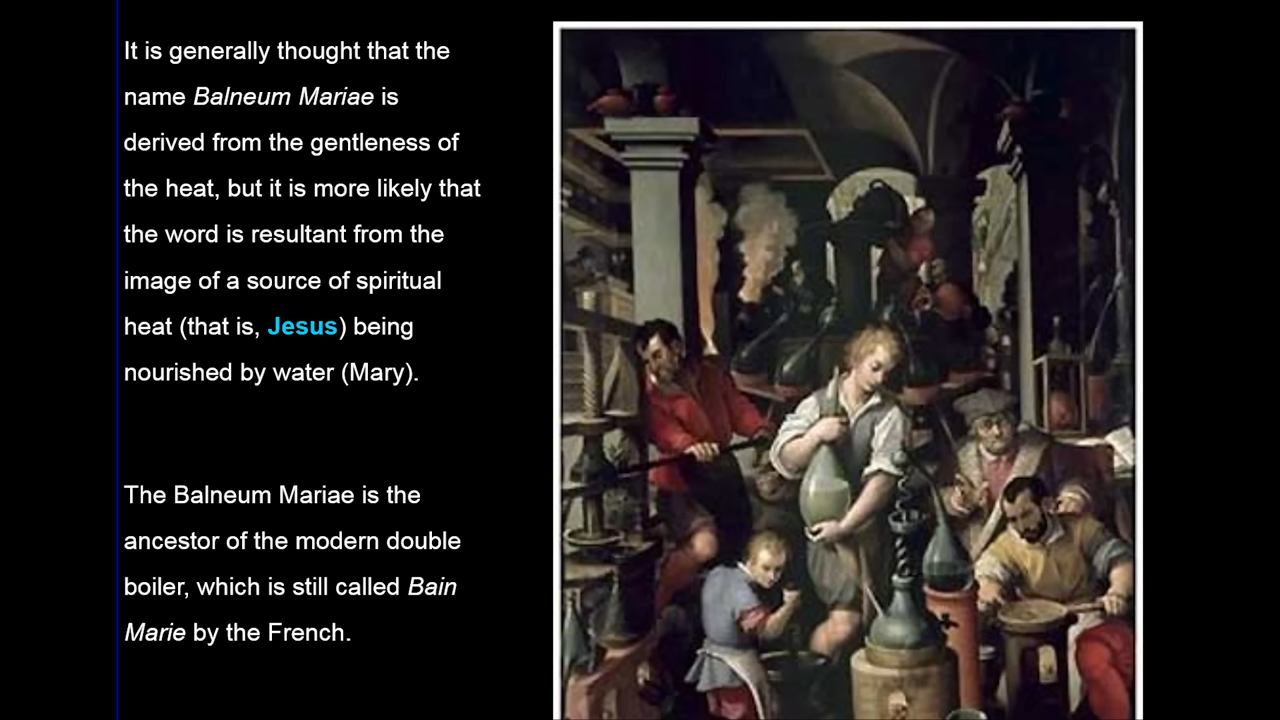 It is generally thought that the
name Balneum Mariae is
derived from the gentleness of
the heat, but it is more likely that
the word is resultant from the
image of a source of spiritual
heat (that is, Jesus) being
nourished by water (Mary).
The Balneum Mariae is the
ancestor of the modern double
boiler, which is still called Bain
Marie by the French.